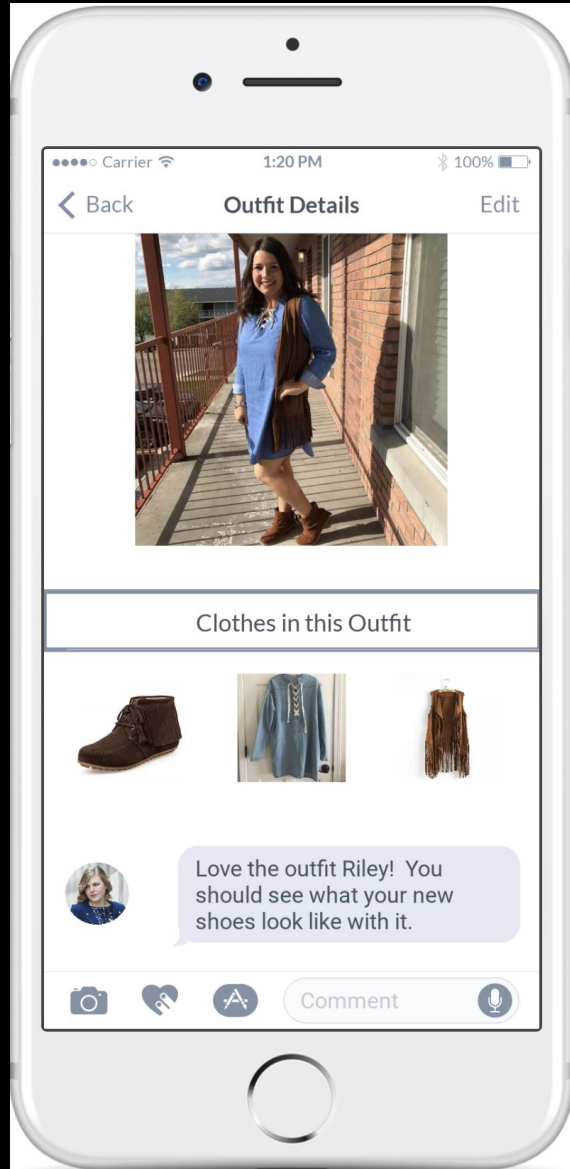 Carrier 1:20 PM 100%
Back Outfit Details Edit
Clothes in this Outfit
Love the outfit Riley!  You
should see what your new
shoes look like with it.
Comment